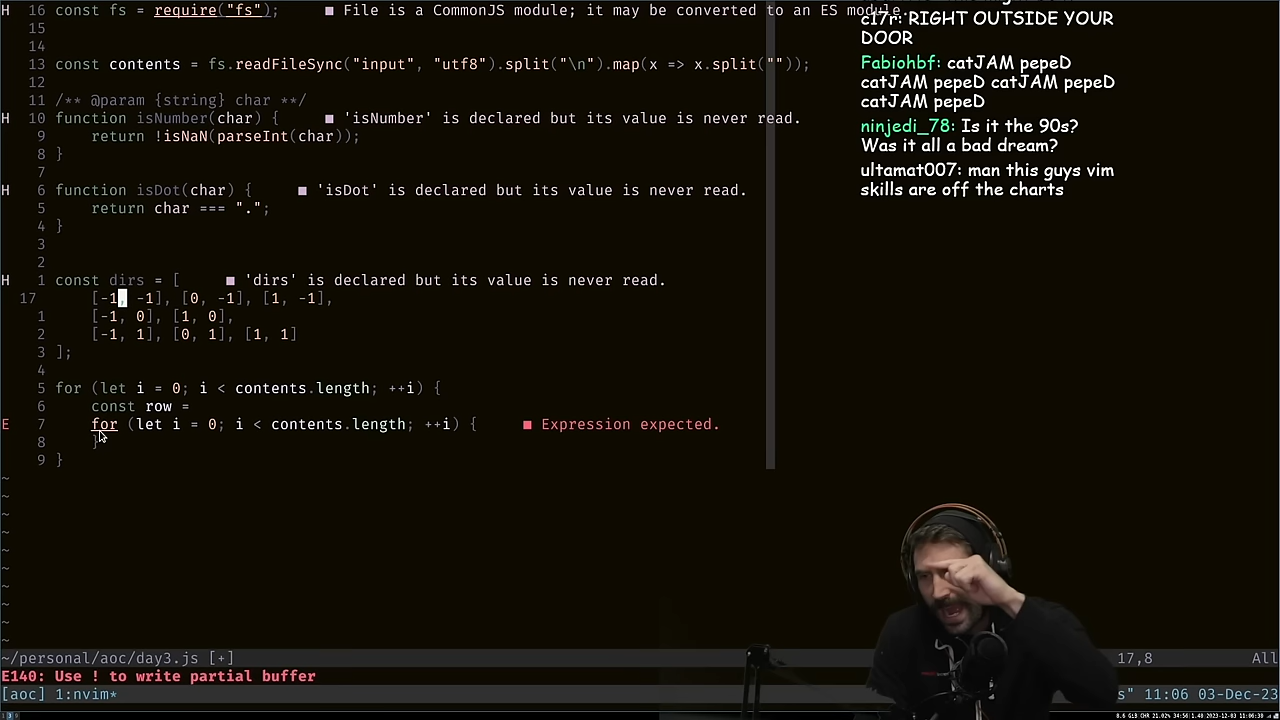 H 16 const fs = require("fs"); ■ File is a CommonJS module; it may be converted to an ES module.
15
14
13 const contents = fs.readFileSync("input", "utf8").split("\n").map(x => x.split(""));
12
11 /** @param {string} char **/
H 10 function isNumber(char) { ■ 'isNumber' is declared but its value is never read.
9 return !isNaN(parseInt(char));
8 }
7
H 6 function isDot(char) { ■ 'isDot' is declared but its value is never read.
5 return char === ".";
4 }
3
2
H 1 const dirs = [ ■ 'dirs' is declared but its value is never read.
17 [-1, -1], [0, -1], [1, -1],
1 [-1, 0], [1, 0],
2 [-1, 1], [0, 1], [1, 1]
3 ];
4
5 for (let i = 0; i < contents.length; ++i) {
6 const row =
E 7 for (let i = 0; i < contents.length; ++i) { ■ Expression expected.
8 }
9 }
~
~
~
~
~
~
~
~
~
~
~/personal/aoc/day3.js [+] 17,8 All
E140: Use ! to write partial buffer
[aoc] 1:nvim* s" 11:06 03-Dec-23
c17r: RIGHT OUTSIDE YOUR
DOOR
Fabiohbf: catJAM pepeD
catJAM pepeD catJAM pepeD
catJAM pepeD
ninjedi_78: Is it the 90s?
Was it all a bad dream?
ultamat007: man this guys vim
skills are off the charts